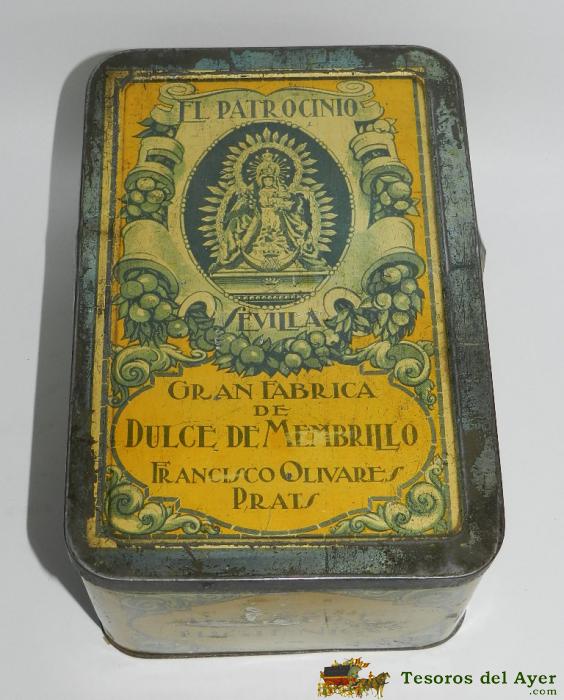 EL PATROCINIO
SEVILLA
GRAN FABRICA
DE
DULCE DE MEMBRILLO
FRANCISCO OLIVARES
PRATS
Tesoros del Ayer
.com